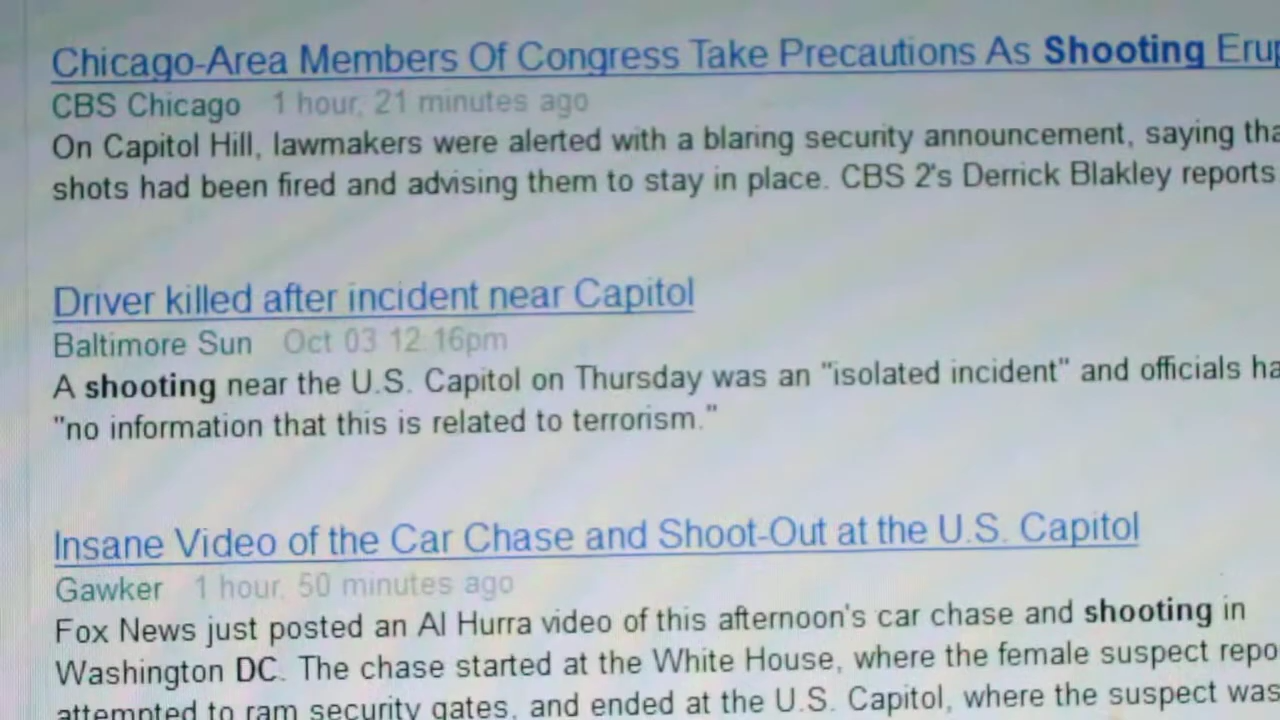 Chicago-Area Members Of Congress Take Precautions As Shooting
CBS Chicago 1 hour, 21 minutes ago
On Capitol Hill, lawmakers were alerted with a blaring security announcement, saying
shots had been fired and advising them to stay in place. CBS 2's Derrick Blakley reports
Driver killed after incident near Capitol
Baltimore Sun Oct 03 12:16pm
A shooting near the U.S. Capitol on Thursday was an "isolated incident" and officials
"no information that this is related to terrorism."
Insane Video of the Car Chase and Shoot-Out at the U.S. Capitol
Gawker 1 hour, 50 minutes ago
Fox News just posted an Al Hurra video of this afternoon's car chase and shooting in
Washington DC. The chase started at the White House, where the female suspect
attempted to ram security gates, and ended at the U.S. Capitol, where the suspect was